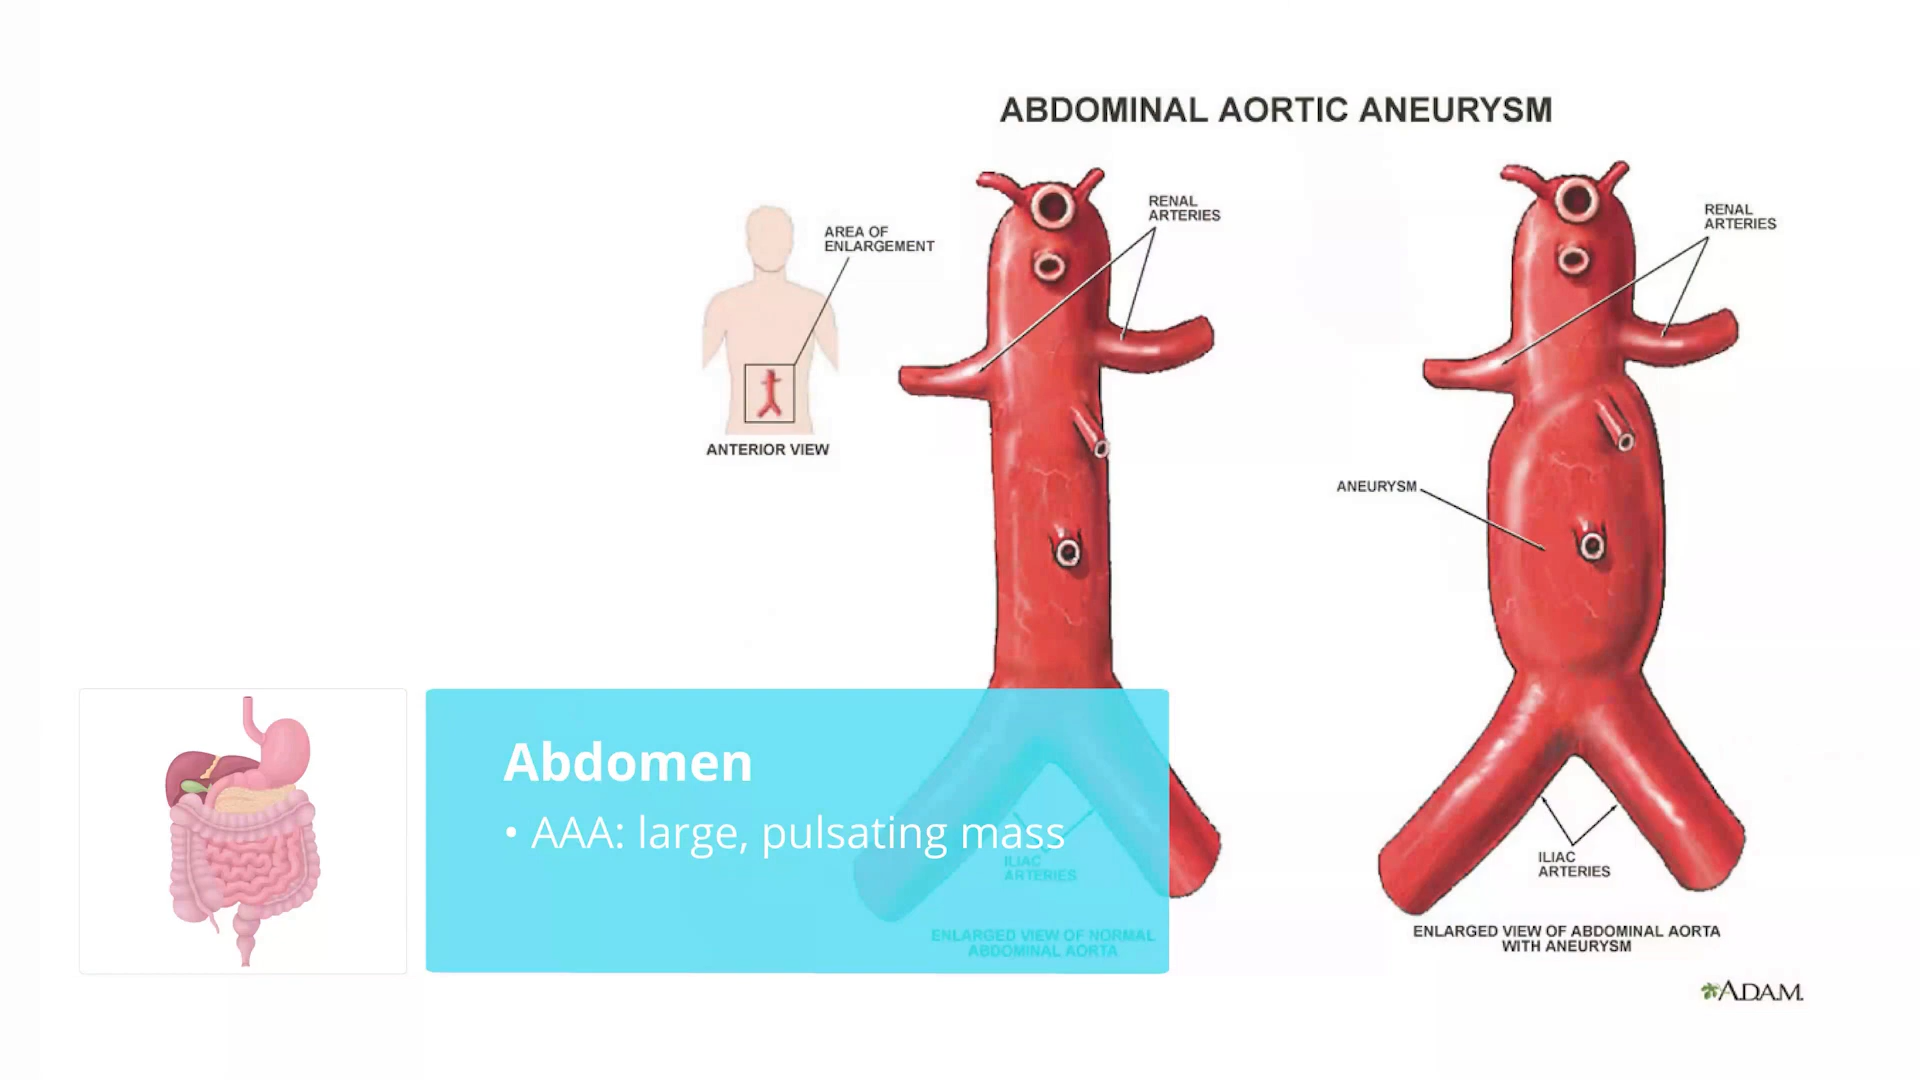 ABDOMINAL AORTIC ANEURYSM
AREA OF
ENLARGEMENT
ANTERIOR VIEW
RENAL
ARTERIES
RENAL
ARTERIES
ANEURYSM
Abdomen
• AAA: large, pulsating mass
ILIAC
ARTERIES
ENLARGED VIEW OF NORMAL
ABDOMINAL AORTA
ILIAC
ARTERIES
ENLARGED VIEW OF ABDOMINAL AORTA
WITH ANEURYSM
ADAM.